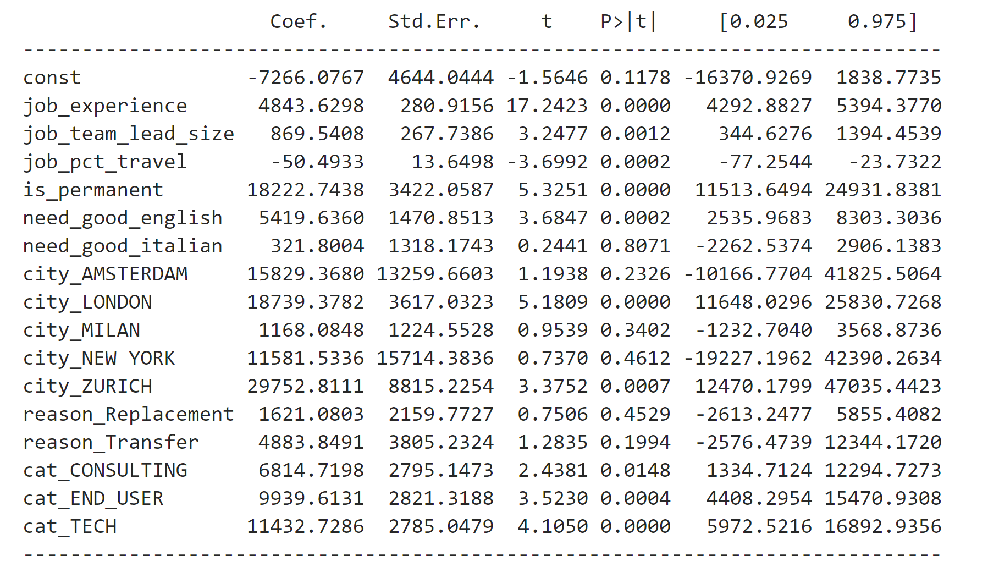 Coef. Std.Err. t P>|t| [0.025 0.975]
-------------------------------------------------------------------------------
const -7266.0767 4644.0444 -1.5646 0.1178 -16370.9269 1838.7735
job_experience 4843.6298 280.9156 17.2423 0.0000 4292.8827 5394.3770
job_team_lead_size 869.5408 267.7386 3.2477 0.0012 344.6276 1394.4539
job_pct_travel -50.4933 13.6498 -3.6992 0.0002 -77.2544 -23.7322
is_permanent 18222.7438 3422.0587 5.3251 0.0000 11513.6494 24931.8381
need_good_english 5419.6360 1470.8513 3.6847 0.0002 2535.9683 8303.3036
need_good_italian 321.8004 1318.1743 0.2441 0.8071 -2262.5374 2906.1383
city_AMSTERDAM 15829.3680 13259.6603 1.1938 0.2326 -10166.7704 41825.5064
city_LONDON 18739.3782 3617.0323 5.1809 0.0000 11648.0296 25830.7268
city_MILAN 1168.0848 1224.5528 0.9539 0.3402 -1232.7040 3568.8736
city_NEW YORK 11581.5336 15714.3836 0.7370 0.4612 -19227.1962 42390.2634
city_ZURICH 29752.8111 8815.2254 3.3752 0.0007 12470.1799 47035.4423
reason_Replacement 1621.0803 2159.7727 0.7506 0.4529 -2613.2477 5855.4082
reason_Transfer 4883.8491 3805.2324 1.2835 0.1994 -2576.4739 12344.1720
cat_CONSULTING 6814.7198 2795.1473 2.4381 0.0148 1334.7124 12294.7273
cat_END_USER 9939.6131 2821.3188 3.5230 0.0004 4408.2954 15470.9308
cat_TECH 11432.7286 2785.0479 4.1050 0.0000 5972.5216 16892.9356
-------------------------------------------------------------------------------